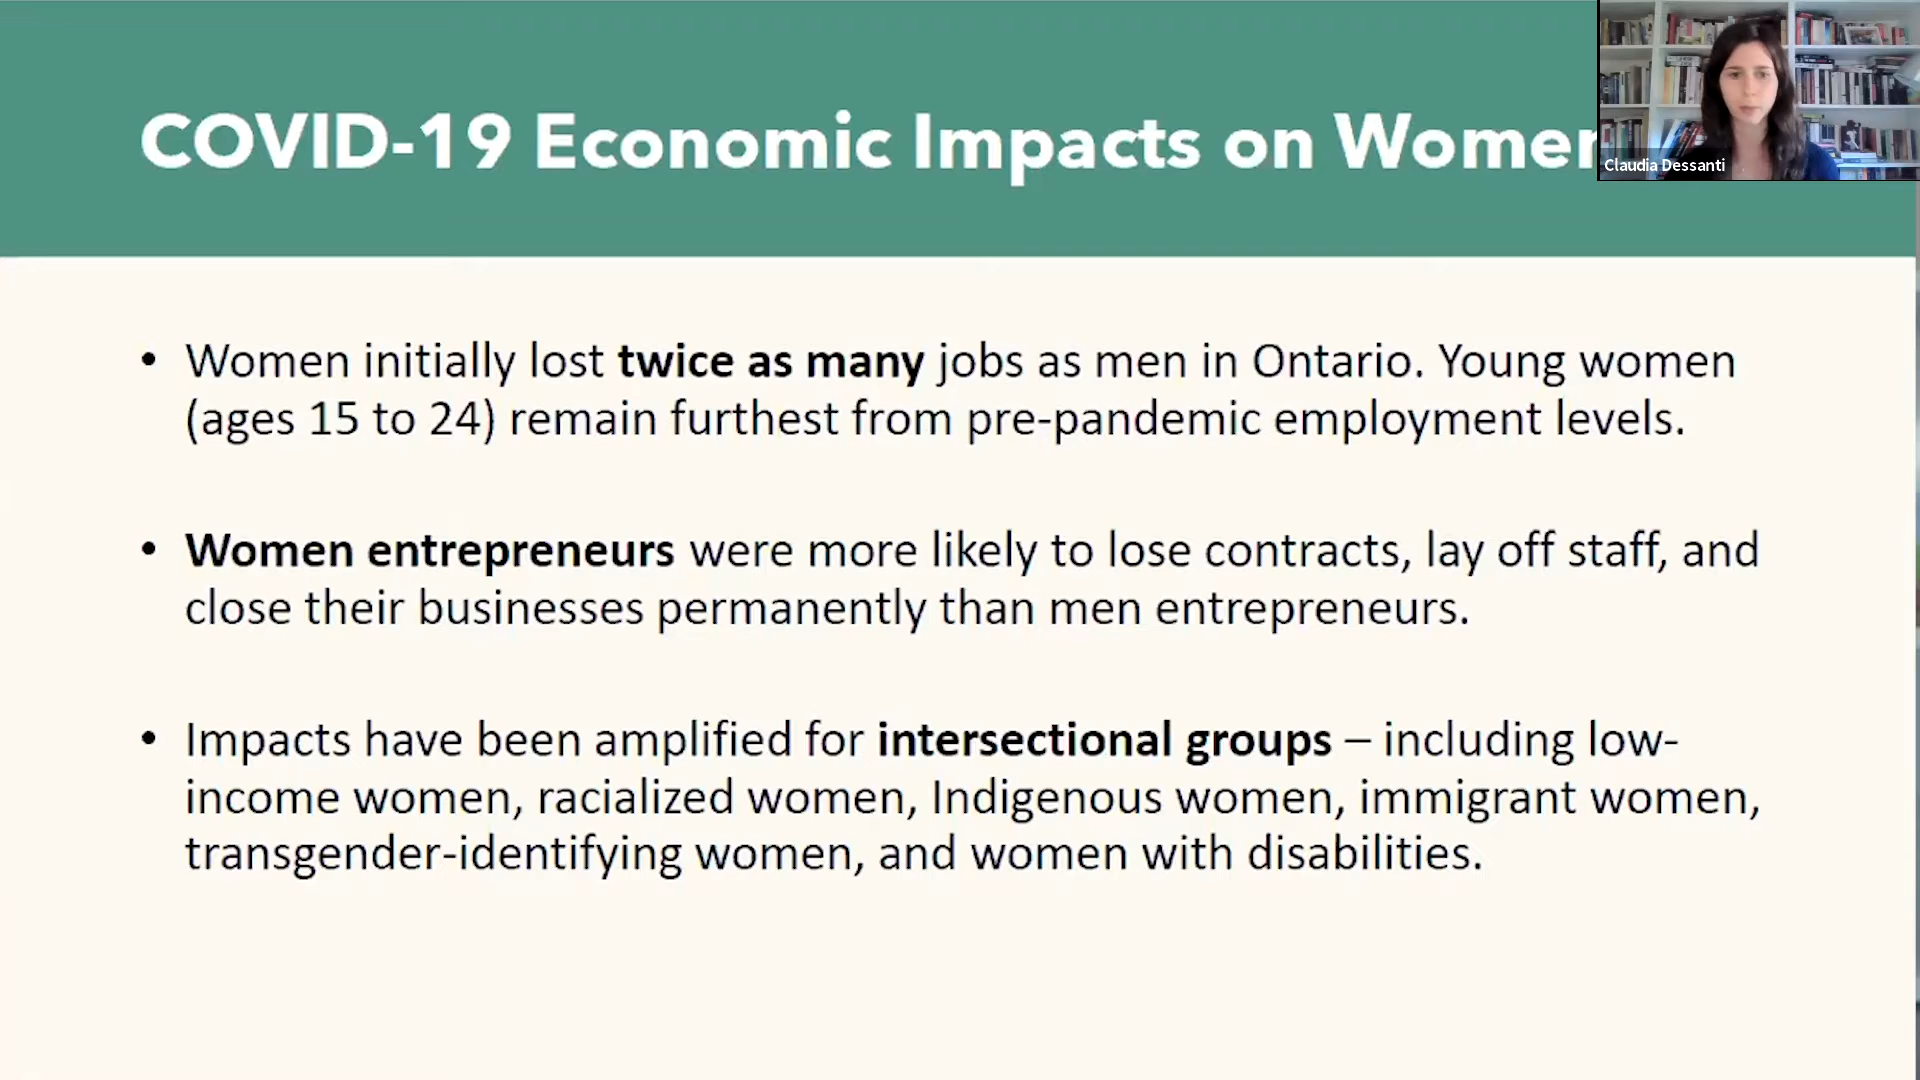 COVID-19 Economic Impacts on Women
Claudia Dessanti
• Women initially lost twice as many jobs as men in Ontario. Young women
(ages 15 to 24) remain furthest from pre-pandemic employment levels.
• Women entrepreneurs were more likely to lose contracts, lay off staff, and
close their businesses permanently than men entrepreneurs.
• Impacts have been amplified for intersectional groups – including low-
income women, racialized women, Indigenous women, immigrant women,
transgender-identifying women, and women with disabilities.